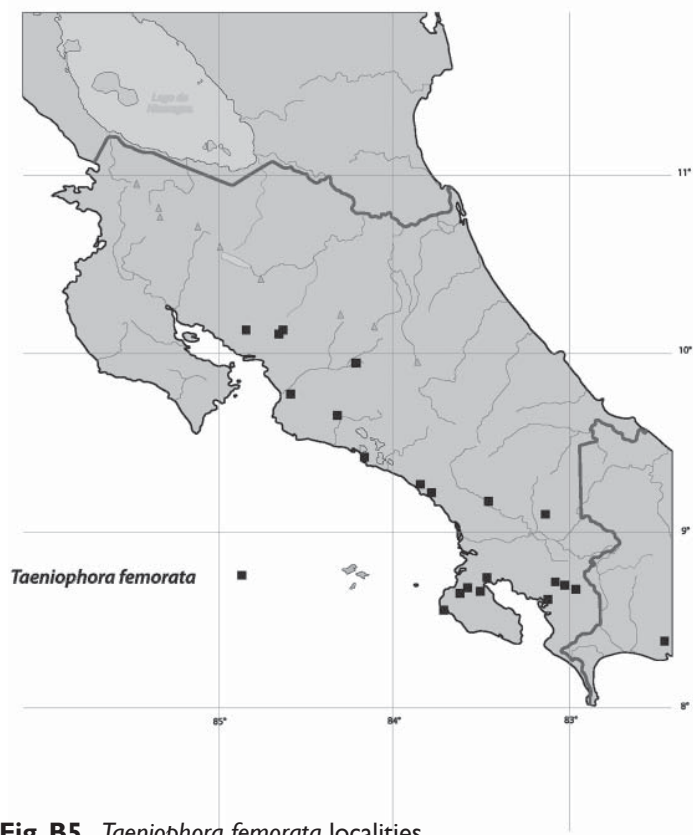 Lago de
Nicaragua
11°
10°
9°
Taeniophora femorata
8°
85°
84°
83°
Fig. B5. Taeniophora femorata localities